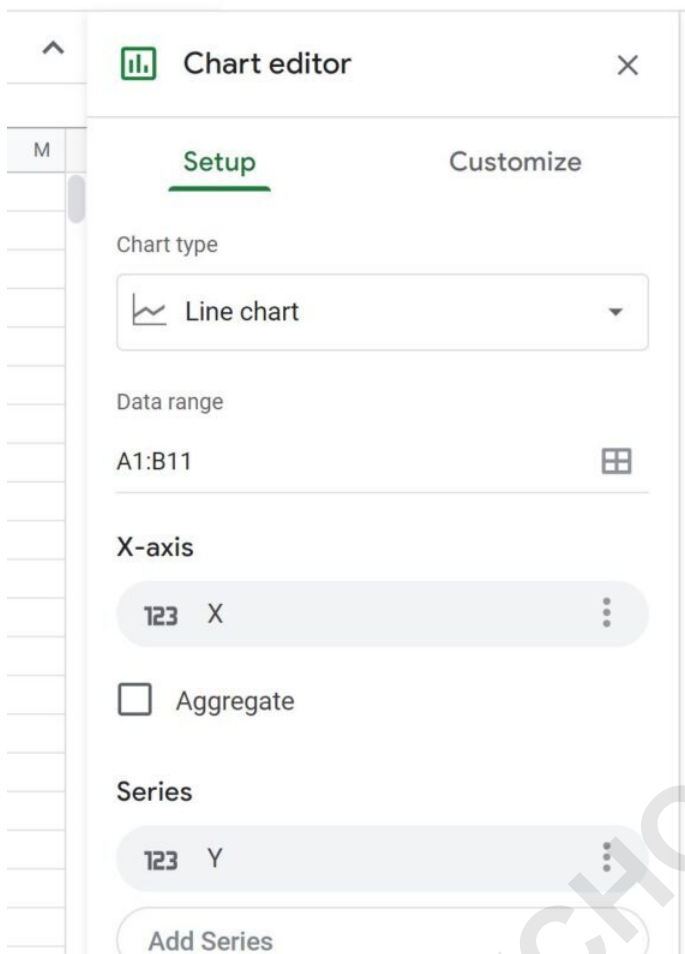 Chart editor
M
Setup Customize
Chart type
Line chart
Data range
A1:B11
X-axis
123 X
Aggregate
Series
123 Y
Add Series